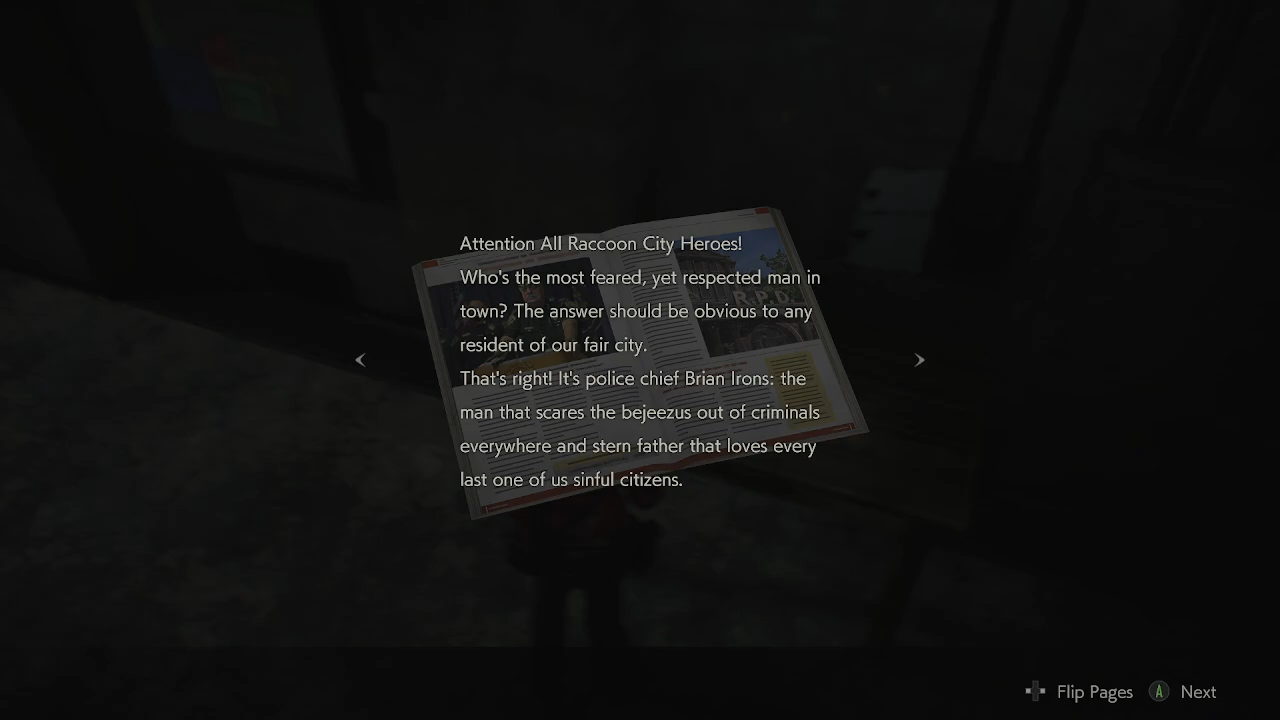 Attention All Raccoon City Heroes!
Who's the most feared, yet respected man in
town? The answer should be obvious to any
resident of our fair city.
That's right! It's police chief Brian Irons: the
man that scares the bejeezus out of criminals
everywhere and stern father that loves every
last one of us sinful citizens.
R.P.D.
Flip Pages
A Next